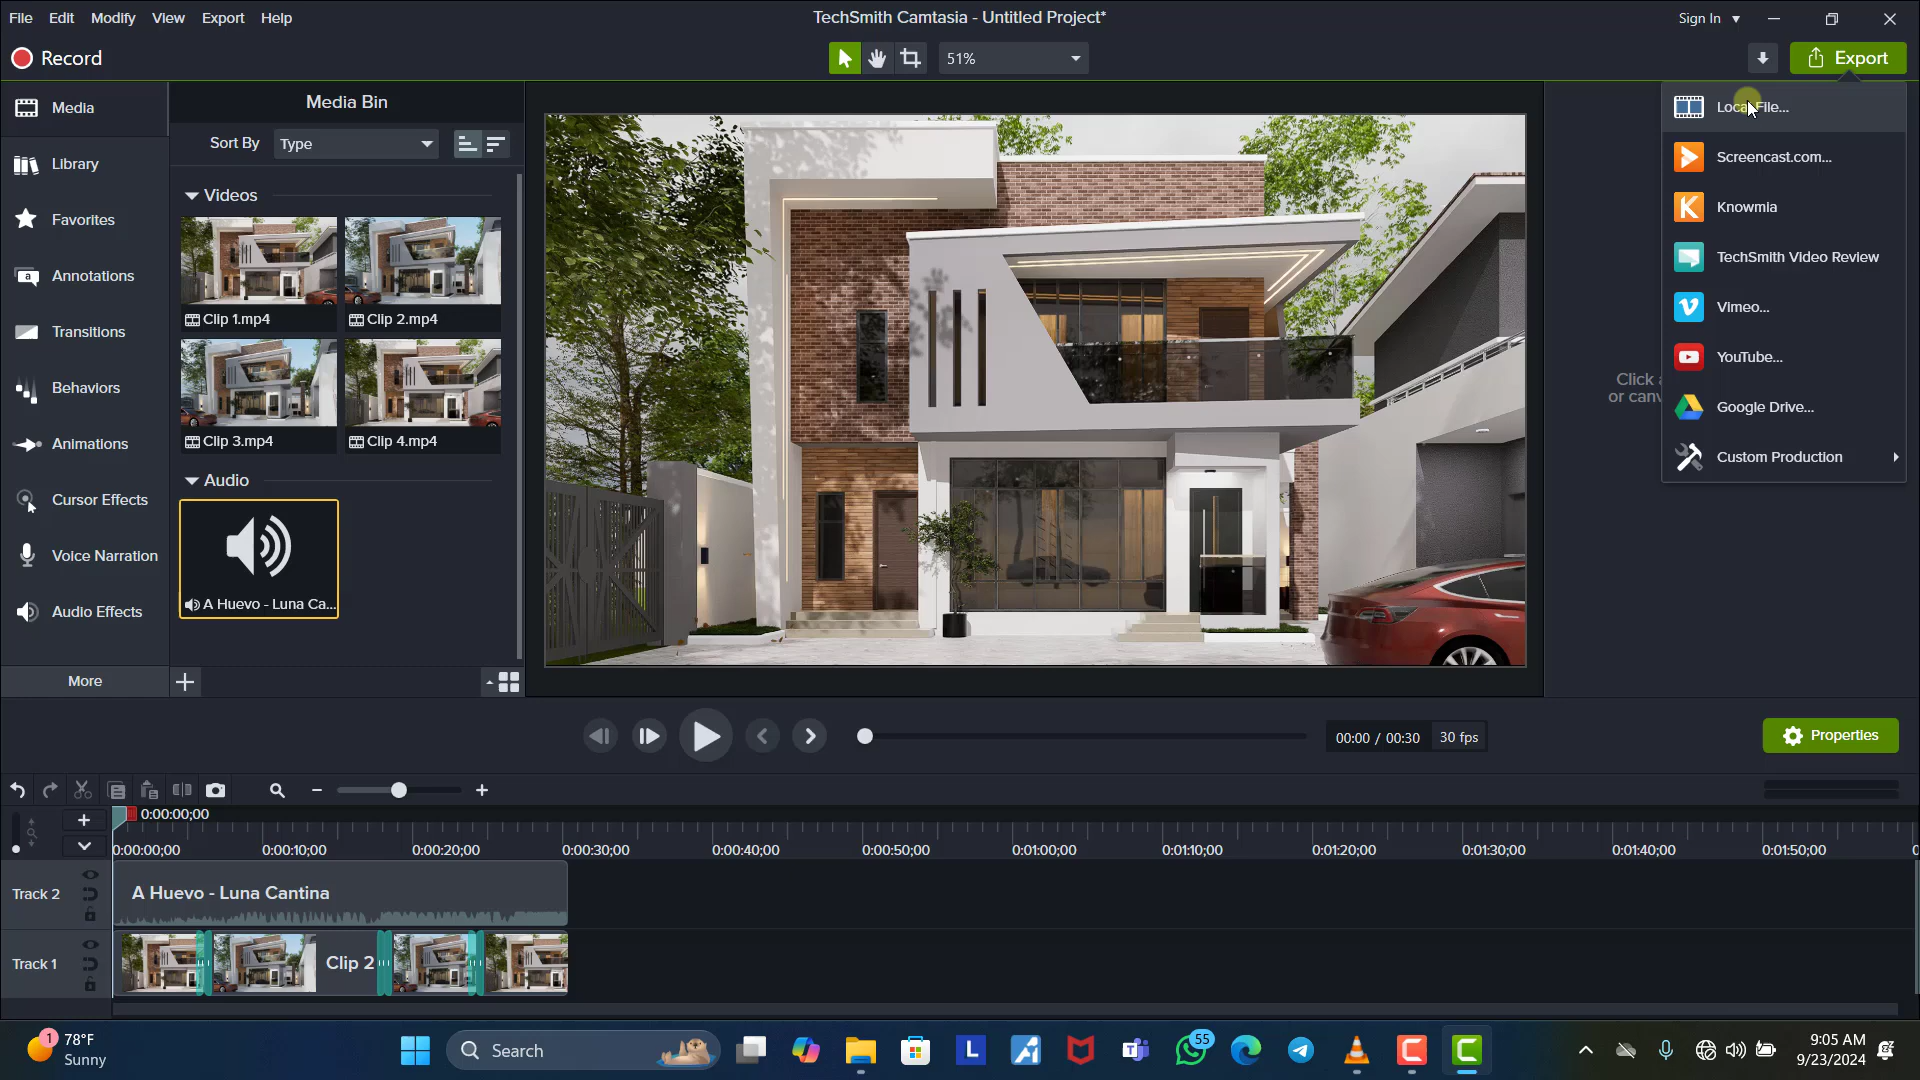 File Edit Modify View Export Help
TechSmith Camtasia - Untitled Project*
Sign In
Record
51%
Export
Media
Library
Favorites
Annotations
Transitions
Behaviors
Animations
Cursor Effects
Voice Narration
Audio Effects
More
Media Bin
Sort By Type
Videos
Clip 1.mp4
Clip 2.mp4
Clip 3.mp4
Clip 4.mp4
Audio
A Huevo - Luna Ca...
Click
or canv
File...
Screencast.com...
Knowmia
TechSmith Video Review
Vimeo...
YouTube...
Google Drive...
Custom Production
00:00 / 00:30 30 fps
Properties
0:00:00;00
0:00:00;00 0:00:10;00 0:00:20;00 0:00:30;00 0:00:40;00 0:00:50;00 0:01:00;00 0:01:10;00 0:01:20;00 0:01:30;00 0:01:40;00 0:01:50;00
Track 2
A Huevo - Luna Cantina
Track 1
Clip 2
1
78°F
Sunny
Search
55
9:05 AM
9/23/2024